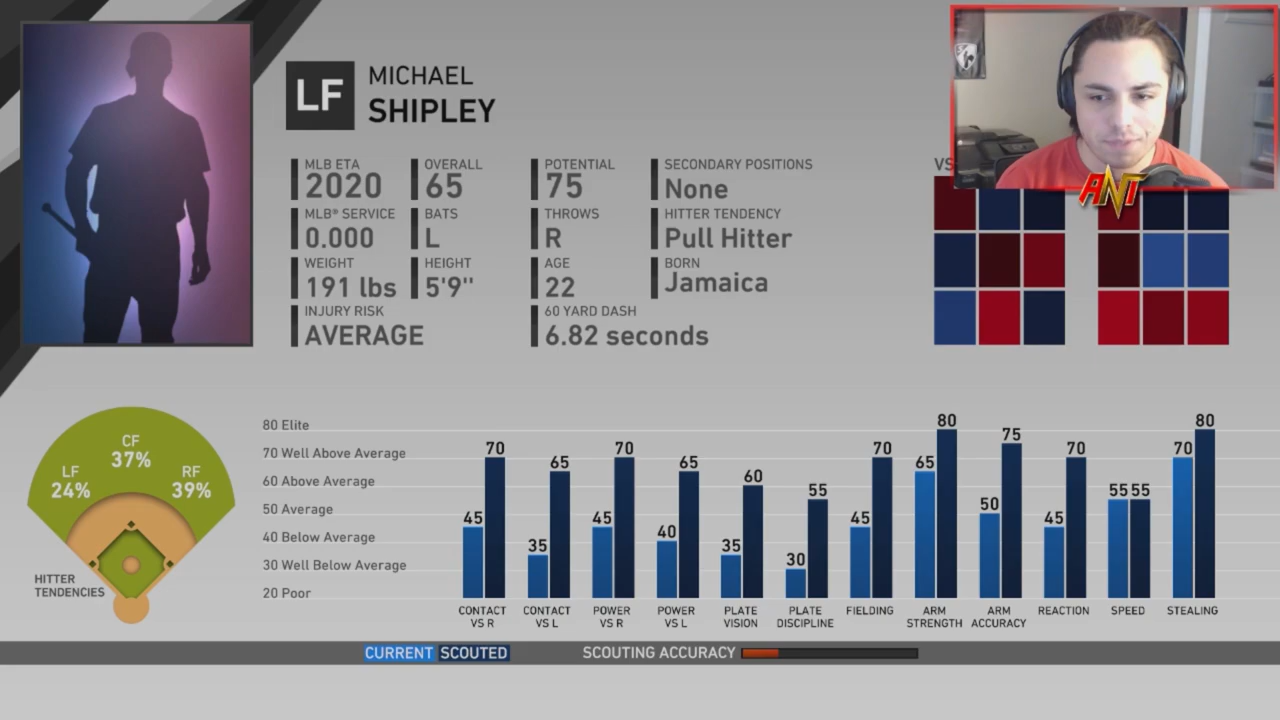 LF
MICHAEL
SHIPLEY
MLB ETA
2020
OVERALL
65
POTENTIAL
75
SECONDARY POSITIONS
None
MLB® SERVICE
0.000
BATS
L
THROWS
R
HITTER TENDENCY
Pull Hitter
WEIGHT
191 lbs
HEIGHT
5'9"
AGE
22
BORN
Jamaica
INJURY RISK
AVERAGE
60 YARD DASH
6.82 seconds
VS
ANT
LF
24%
CF
37%
RF
39%
HITTER
TENDENCIES
80 Elite
70 Well Above Average
60 Above Average
50 Average
40 Below Average
30 Well Below Average
20 Poor
45 70
35 65
45 70
40 65
35 60
30 55
45 70
65 80
50 75
45 70
55 55
70 80
CONTACT
VS R
CONTACT
VS L
POWER
VS R
POWER
VS L
PLATE
VISION
PLATE
DISCIPLINE
FIELDING
ARM
STRENGTH
ARM
ACCURACY
REACTION
SPEED
STEALING
CURRENT SCOUTED SCOUTING ACCURACY